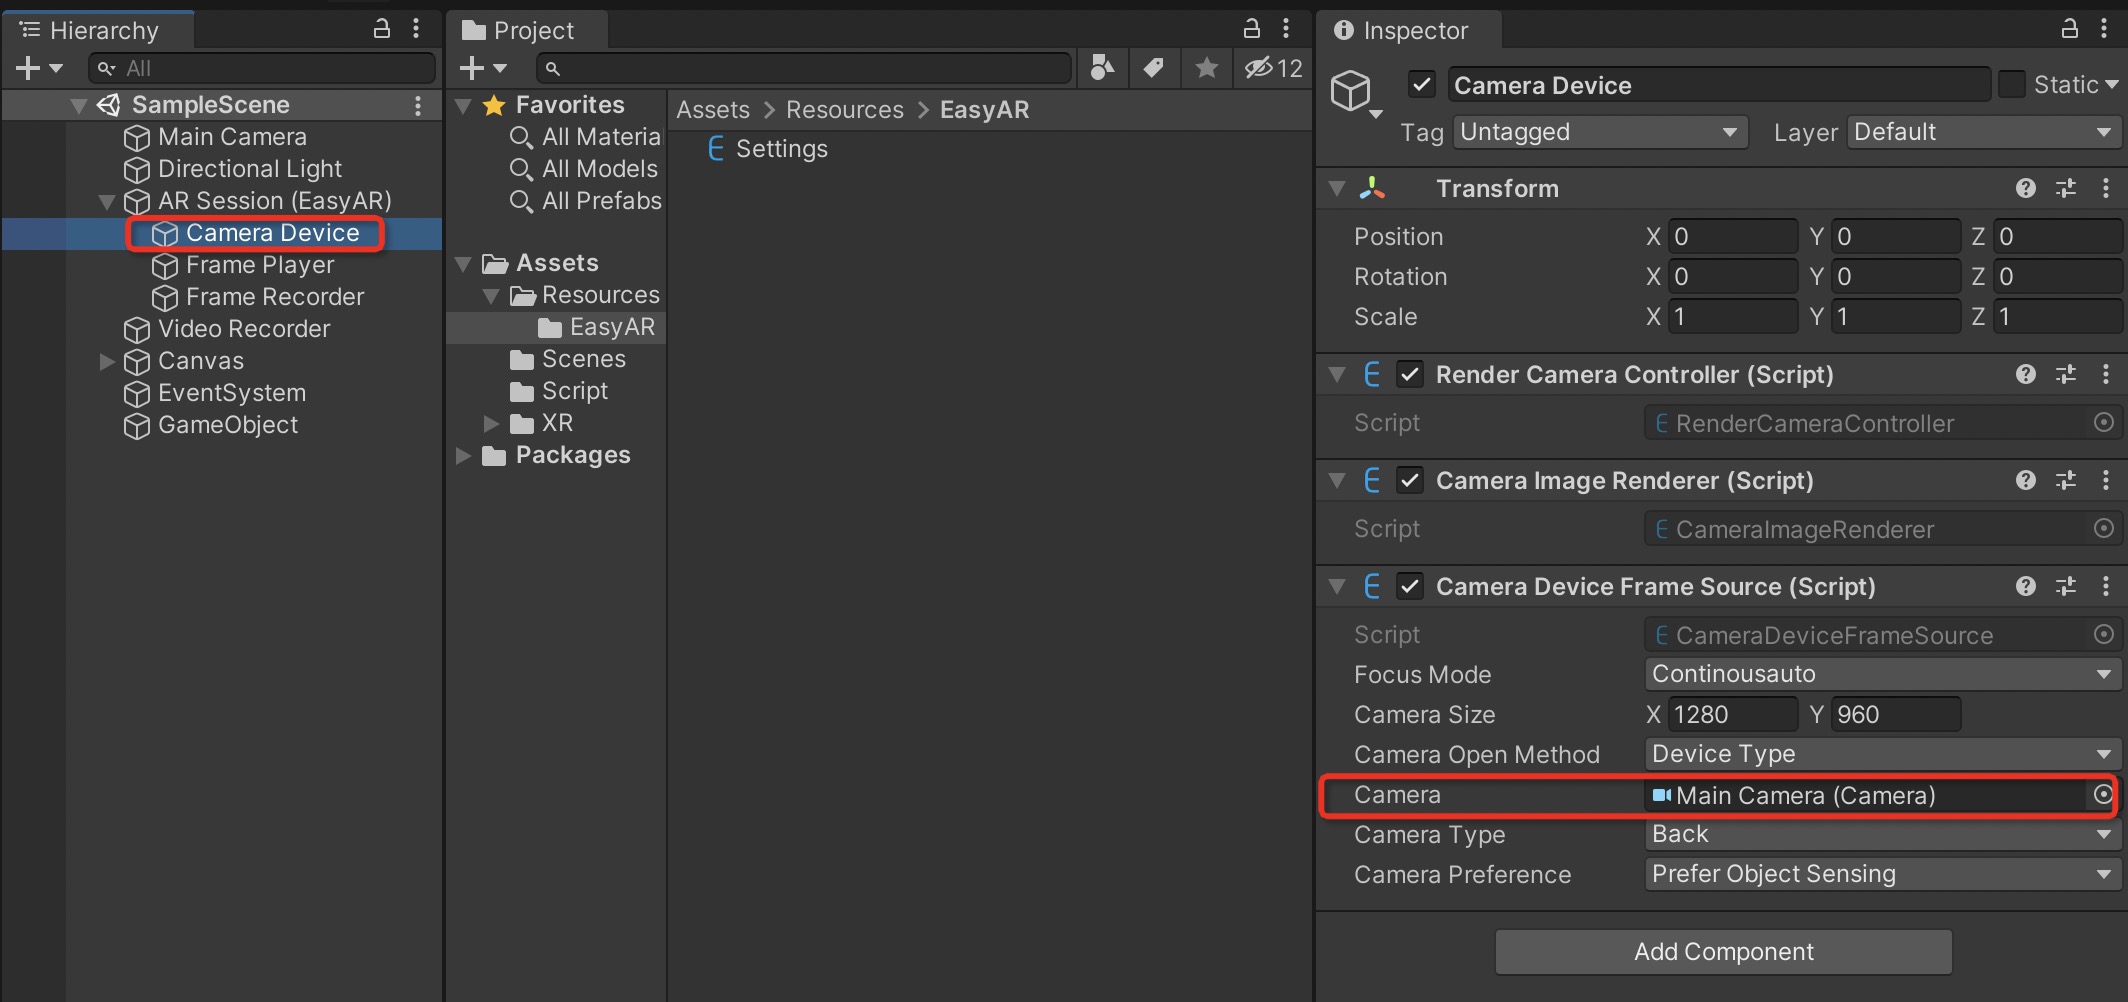 Hierarchy
All
SampleScene
Main Camera
Directional Light
AR Session (EasyAR)
Camera Device
Frame Player
Frame Recorder
Video Recorder
Canvas
EventSystem
GameObject
Project
12
Favorites
All Materia
All Models
All Prefabs
Assets
Resources
EasyAR
Scenes
Script
XR
Packages
Assets > Resources > EasyAR
Settings
Inspector
Camera Device
Static
Tag Untagged Layer Default
Transform
Position X 0 Y 0 Z 0
Rotation X 0 Y 0 Z 0
Scale X 1 Y 1 Z 1
Render Camera Controller (Script)
Script RenderCameraController
Camera Image Renderer (Script)
Script CameraImageRenderer
Camera Device Frame Source (Script)
Script CameraDeviceFrameSource
Focus Mode Continousauto
Camera Size X 1280 Y 960
Camera Open Method Device Type
Camera Main Camera (Camera)
Camera Type Back
Camera Preference Prefer Object Sensing
Add Component